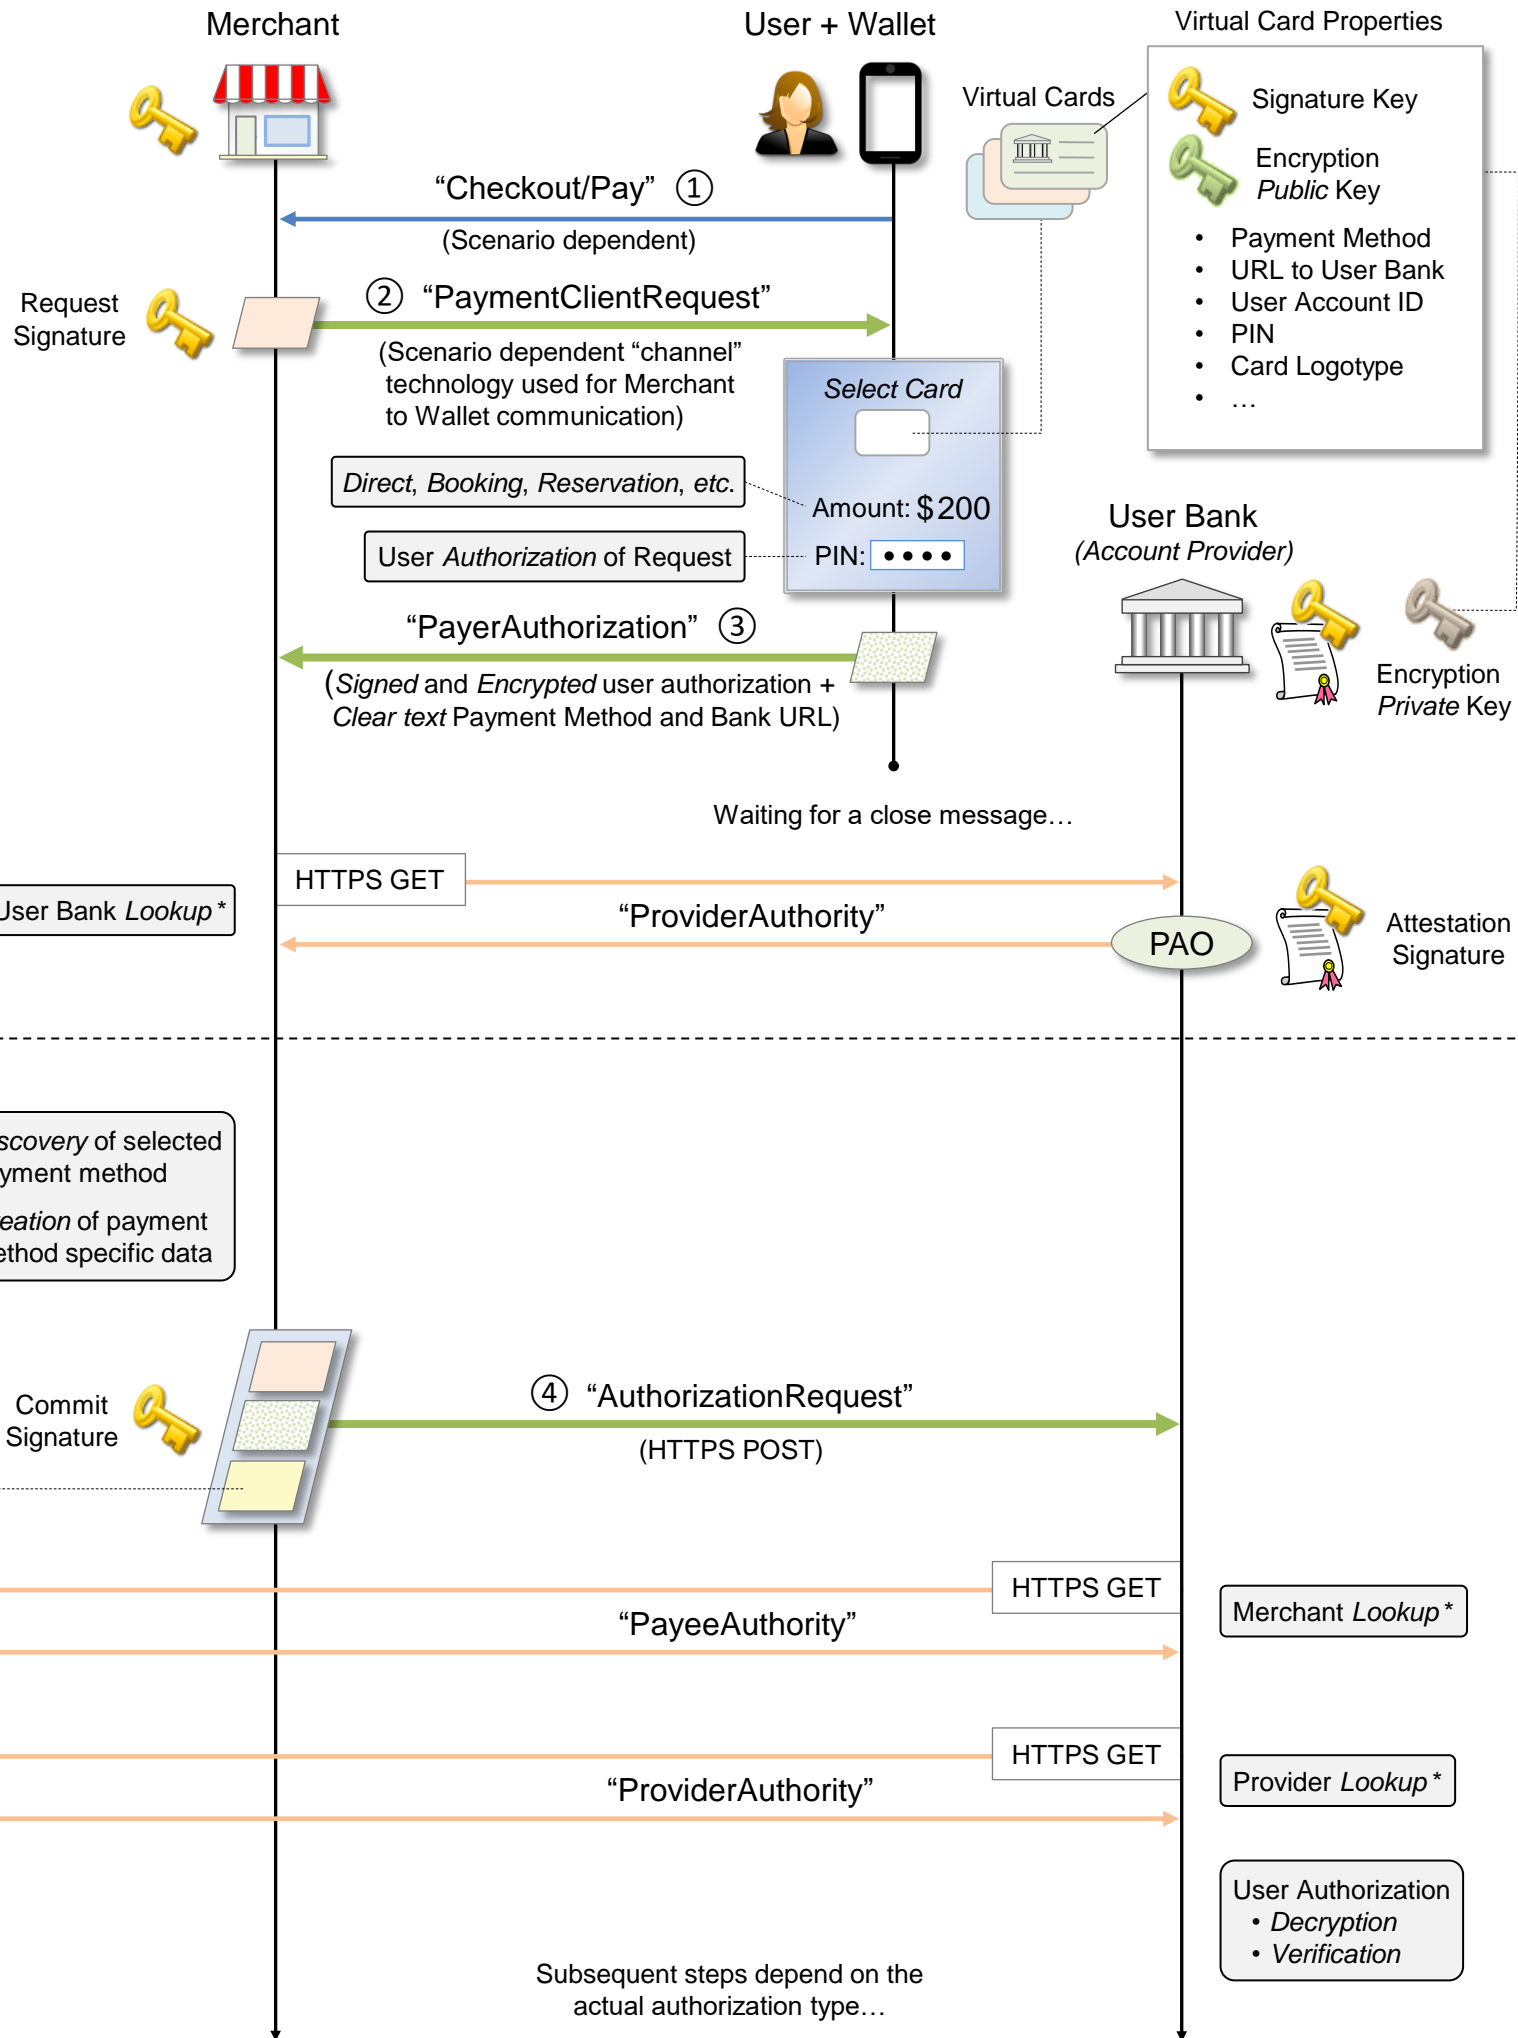 Merchant
User + Wallet
Virtual Card Properties
Virtual Cards
Signature Key
Encryption
Public Key
• Payment Method
• URL to User Bank
• User Account ID
• PIN
• Card Logotype
• …
“Checkout/Pay” ①
(Scenario dependent)
Request
Signature
② “PaymentClientRequest”
(Scenario dependent “channel”
technology used for Merchant
to Wallet communication)
Select Card
Direct, Booking, Reservation, etc.
Amount: $200
User Authorization of Request
PIN: ••••
User Bank
(Account Provider)
“PayerAuthorization” ③
(Signed and Encrypted user authorization +
Clear text Payment Method and Bank URL)
Encryption
Private Key
Waiting for a close message…
HTTPS GET
User Bank Lookup *
“ProviderAuthority”
PAO
Attestation
Signature
scovery of selected
yment method
eation of payment
ethod specific data
Commit
Signature
④ “AuthorizationRequest”
(HTTPS POST)
HTTPS GET
Merchant Lookup *
“PayeeAuthority”
HTTPS GET
Provider Lookup *
“ProviderAuthority”
User Authorization
• Decryption
• Verification
Subsequent steps depend on the
actual authorization type…